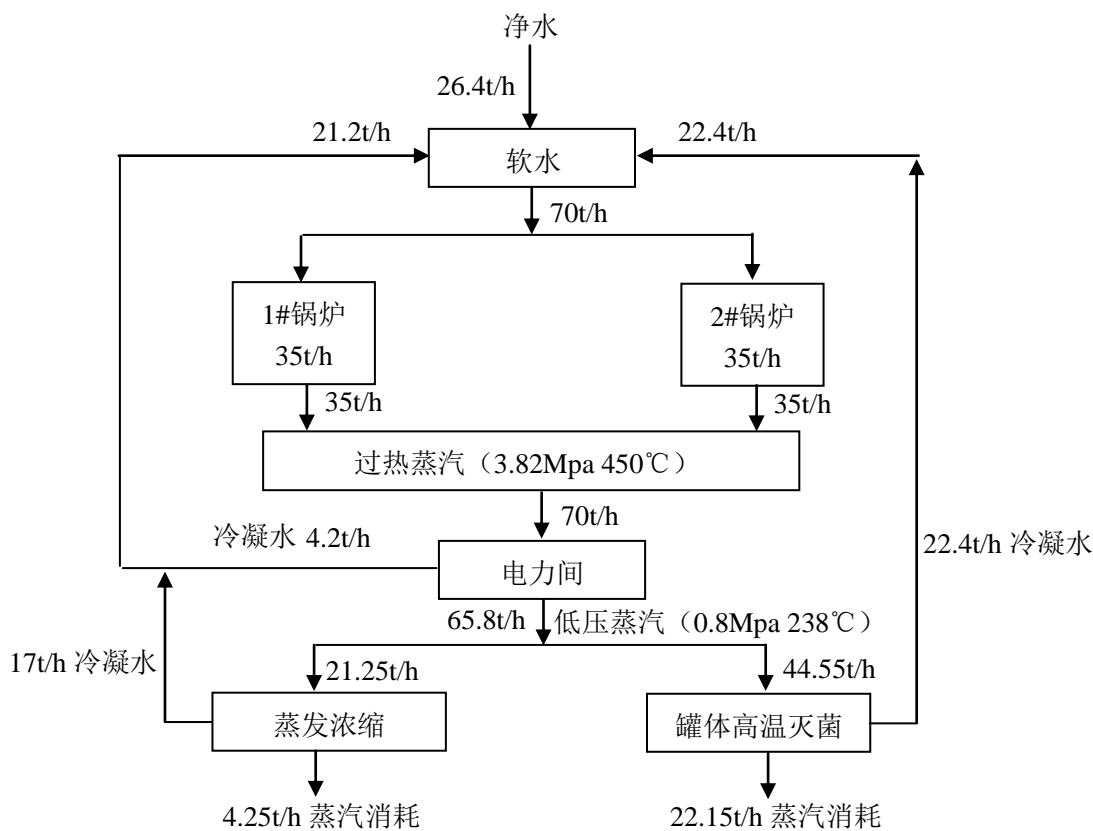 净水
26.4t/h
21.2t/h
22.4t/h
软水
70t/h
1#锅炉
35t/h
2#锅炉
35t/h
35t/h
35t/h
过热蒸汽（3.82Mpa 450℃）
70t/h
冷凝水 4.2t/h
22.4t/h 冷凝水
电力间
65.8t/h
低压蒸汽（0.8Mpa 238℃）
17t/h 冷凝水
21.25t/h
44.55t/h
蒸发浓缩
罐体高温灭菌
4.25t/h 蒸汽消耗
22.15t/h 蒸汽消耗